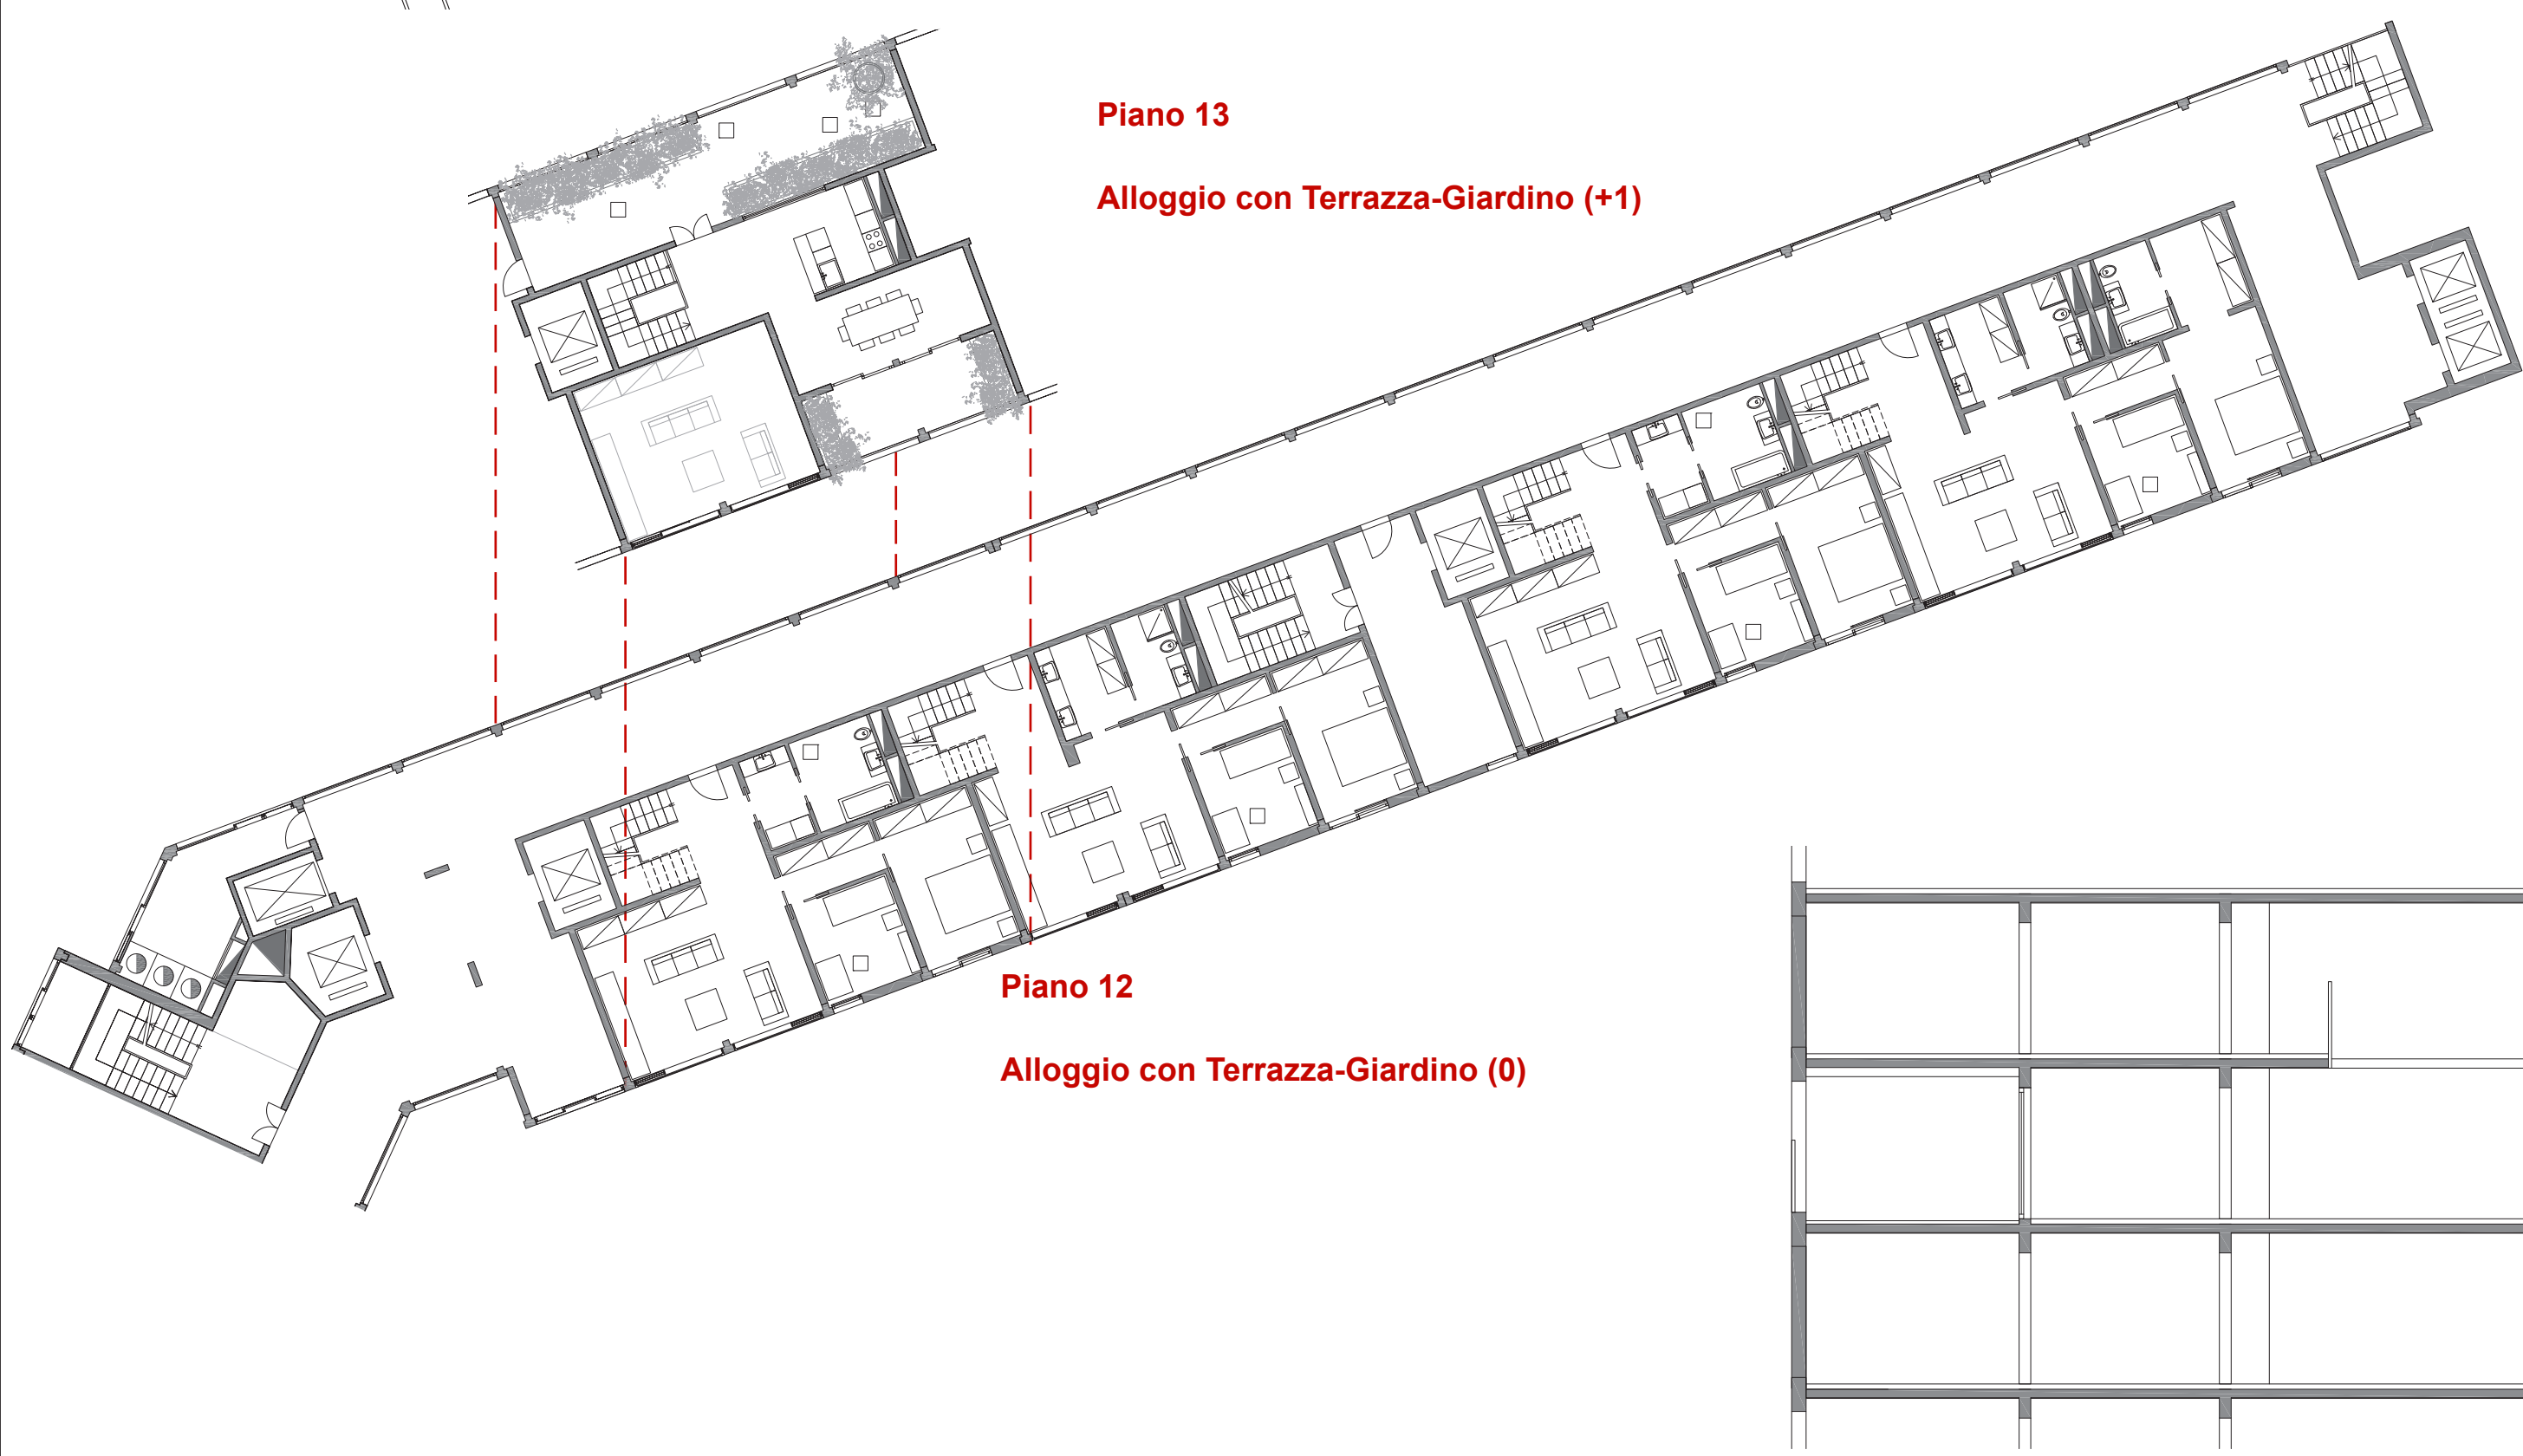 Piano 13
Alloggio con Terrazza-Giardino (+1)
Piano 12
Alloggio con Terrazza-Giardino (0)